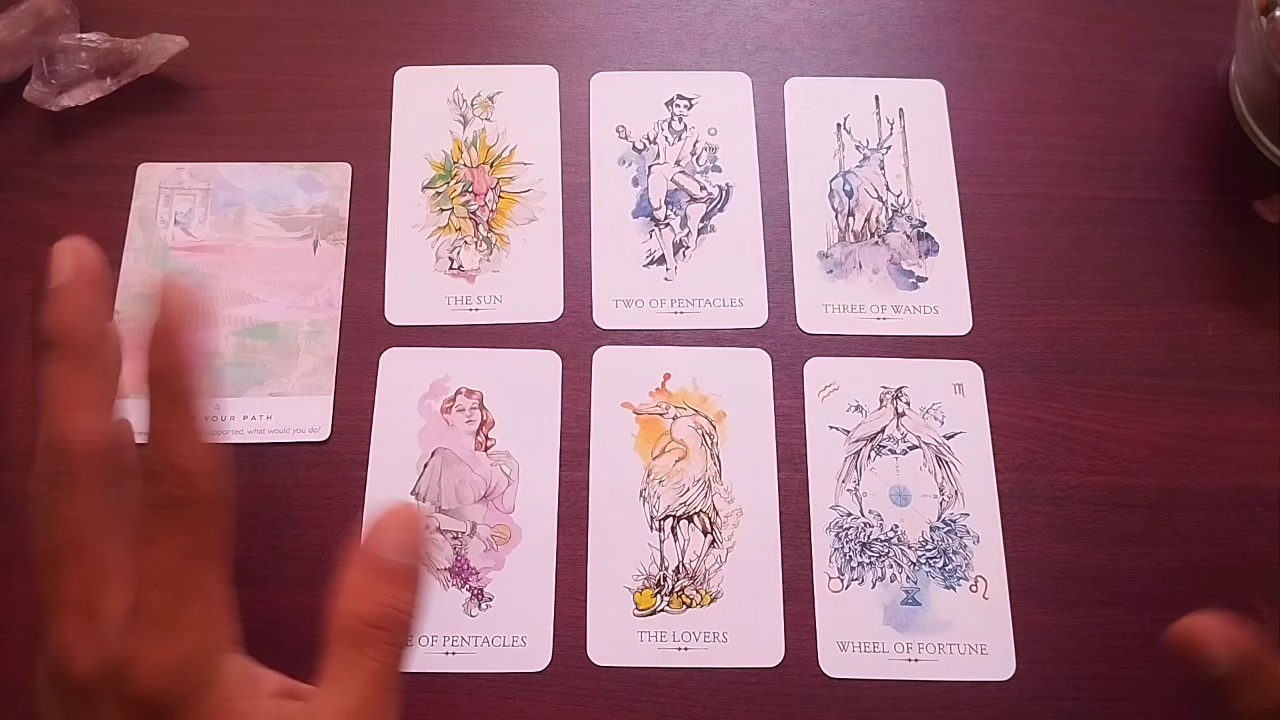 THE SUN
TWO OF PENTACLES
THREE OF WANDS
YOUR PATH
supported, what would you do?
OF PENTACLES
THE LOVERS
WHEEL OF FORTUNE